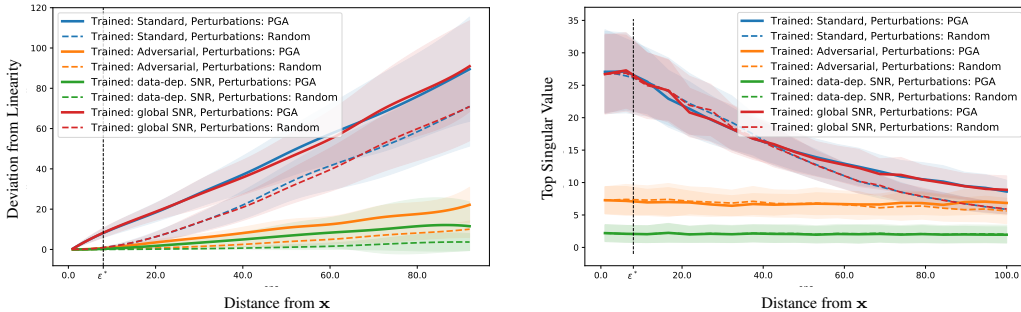 Trained: Standard, Perturbations: PGA
Trained: Standard, Perturbations: Random
Trained: Adversarial, Perturbations: PGA
Trained: Adversarial, Perturbations: Random
Trained: data-dep. SNR, Perturbations: PGA
Trained: data-dep. SNR, Perturbations: Random
Trained: global SNR, Perturbations: PGA
Trained: global SNR, Perturbations: Random
Deviation from Linearity
120
100
80
60
40
20
0
0.0 ε* 20.0 40.0 60.0 80.0
Distance from x
Trained: Standard, Perturbations: PGA
Trained: Standard, Perturbations: Random
Trained: Adversarial, Perturbations: PGA
Trained: Adversarial, Perturbations: Random
Trained: data-dep. SNR, Perturbations: PGA
Trained: data-dep. SNR, Perturbations: Random
Trained: global SNR, Perturbations: PGA
Trained: global SNR, Perturbations: Random
Top Singular Value
35
30
25
20
15
10
5
0
0.0 ε* 20.0 40.0 60.0 80.0 100.0
Distance from x